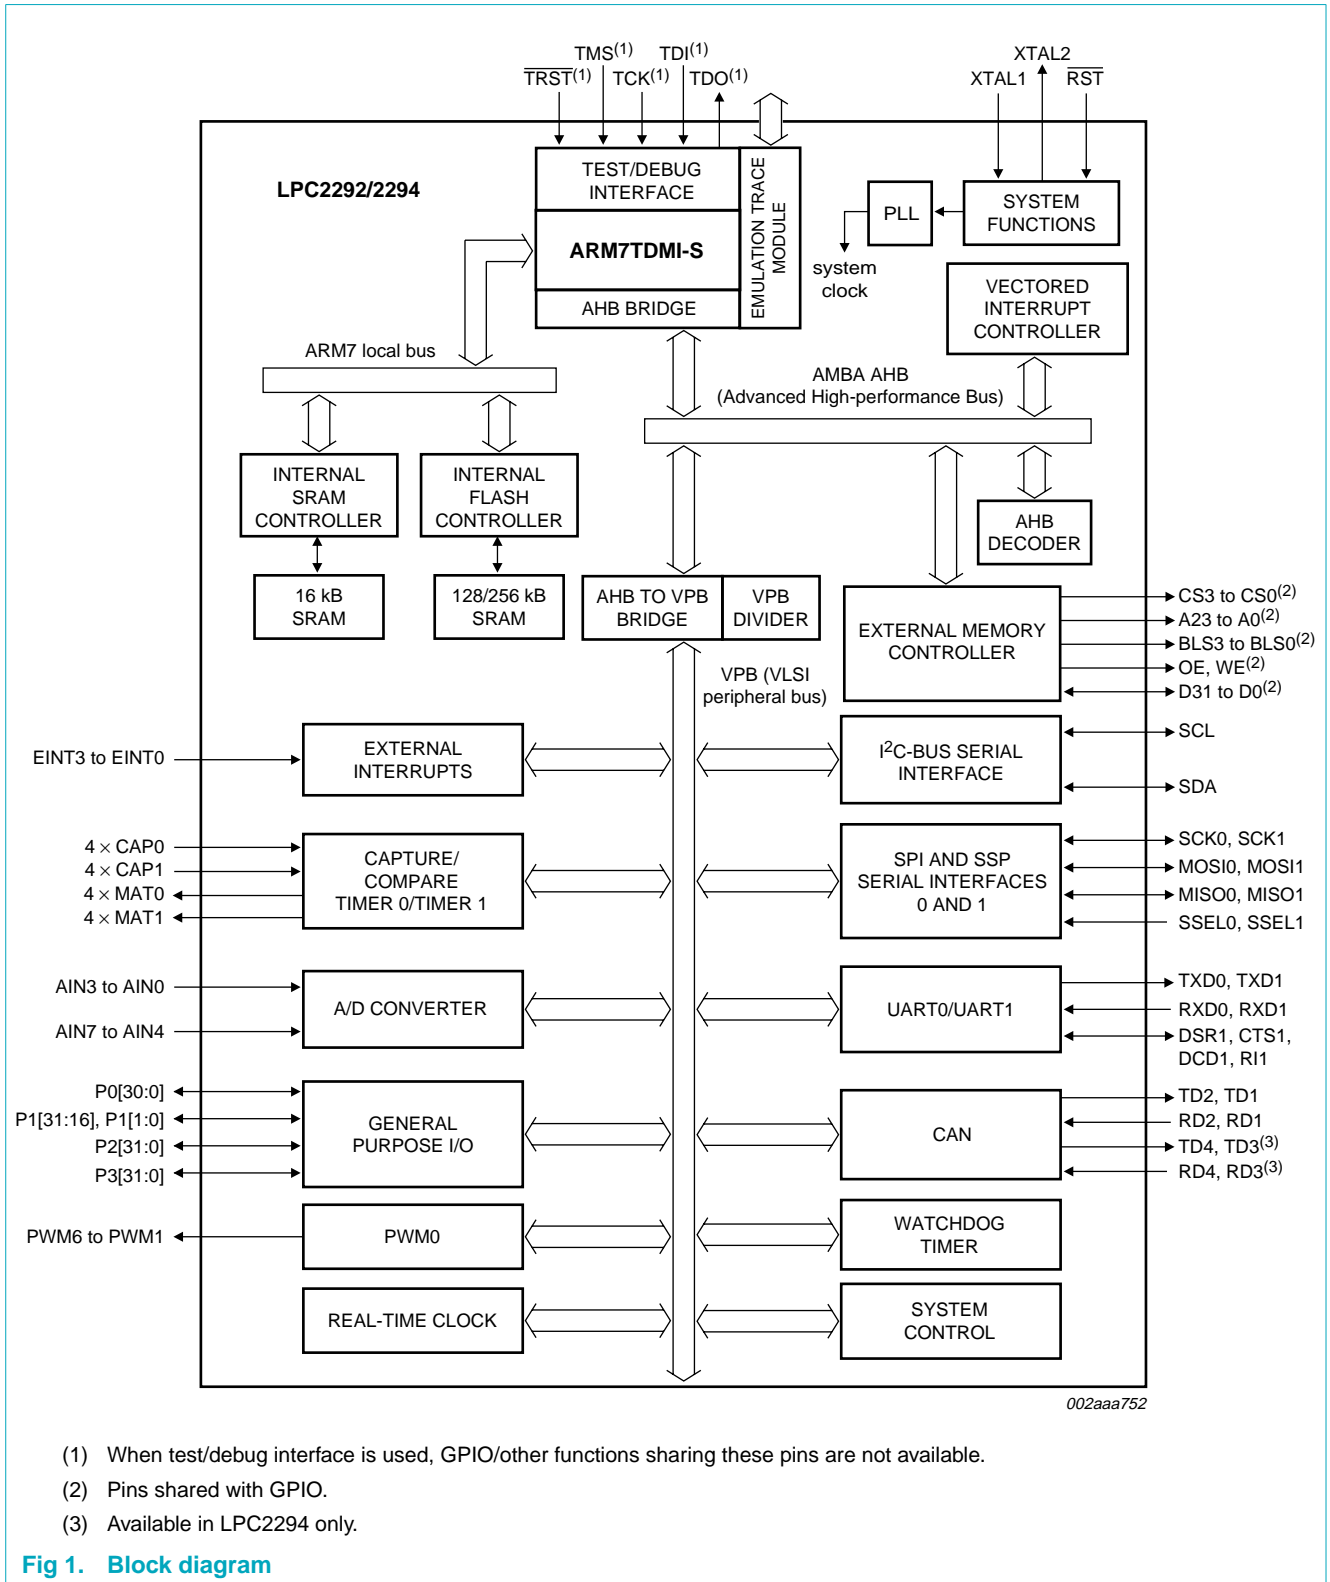 TMS(1) TDI(1)
TRST(1) TCK(1) TDO(1)
XTAL2
XTAL1 RST
LPC2292/2294
TEST/DEBUG
INTERFACE
ARM7TDMI-S
AHB BRIDGE
EMULATION TRACE
MODULE
PLL
SYSTEM
FUNCTIONS
system
clock
VECTORED
INTERRUPT
CONTROLLER
ARM7 local bus
AMBA AHB
(Advanced High-performance Bus)
INTERNAL
SRAM
CONTROLLER
INTERNAL
FLASH
CONTROLLER
AHB
DECODER
16 kB
SRAM
128/256 kB
SRAM
AHB TO VPB
BRIDGE
VPB
DIVIDER
EXTERNAL MEMORY
CONTROLLER
CS3 to CS0(2)
A23 to A0(2)
BLS3 to BLS0(2)
OE, WE(2)
D31 to D0(2)
VPB (VLSI
peripheral bus)
EINT3 to EINT0
EXTERNAL
INTERRUPTS
I2C-BUS SERIAL
INTERFACE
SCL
SDA
4 × CAP0
4 × CAP1
4 × MAT0
4 × MAT1
CAPTURE/
COMPARE
TIMER 0/TIMER 1
SPI AND SSP
SERIAL INTERFACES
0 AND 1
SCK0, SCK1
MOSI0, MOSI1
MISO0, MISO1
SSEL0, SSEL1
AIN3 to AIN0
AIN7 to AIN4
A/D CONVERTER
UART0/UART1
TXD0, TXD1
RXD0, RXD1
DSR1, CTS1,
DCD1, RI1
P0[30:0]
P1[31:16], P1[1:0]
P2[31:0]
P3[31:0]
GENERAL
PURPOSE I/O
CAN
TD2, TD1
RD2, RD1
TD4, TD3(3)
RD4, RD3(3)
PWM6 to PWM1
PWM0
WATCHDOG
TIMER
REAL-TIME CLOCK
SYSTEM
CONTROL
002aaa752
(1) When test/debug interface is used, GPIO/other functions sharing these pins are not available.
(2) Pins shared with GPIO.
(3) Available in LPC2294 only.
Fig 1. Block diagram